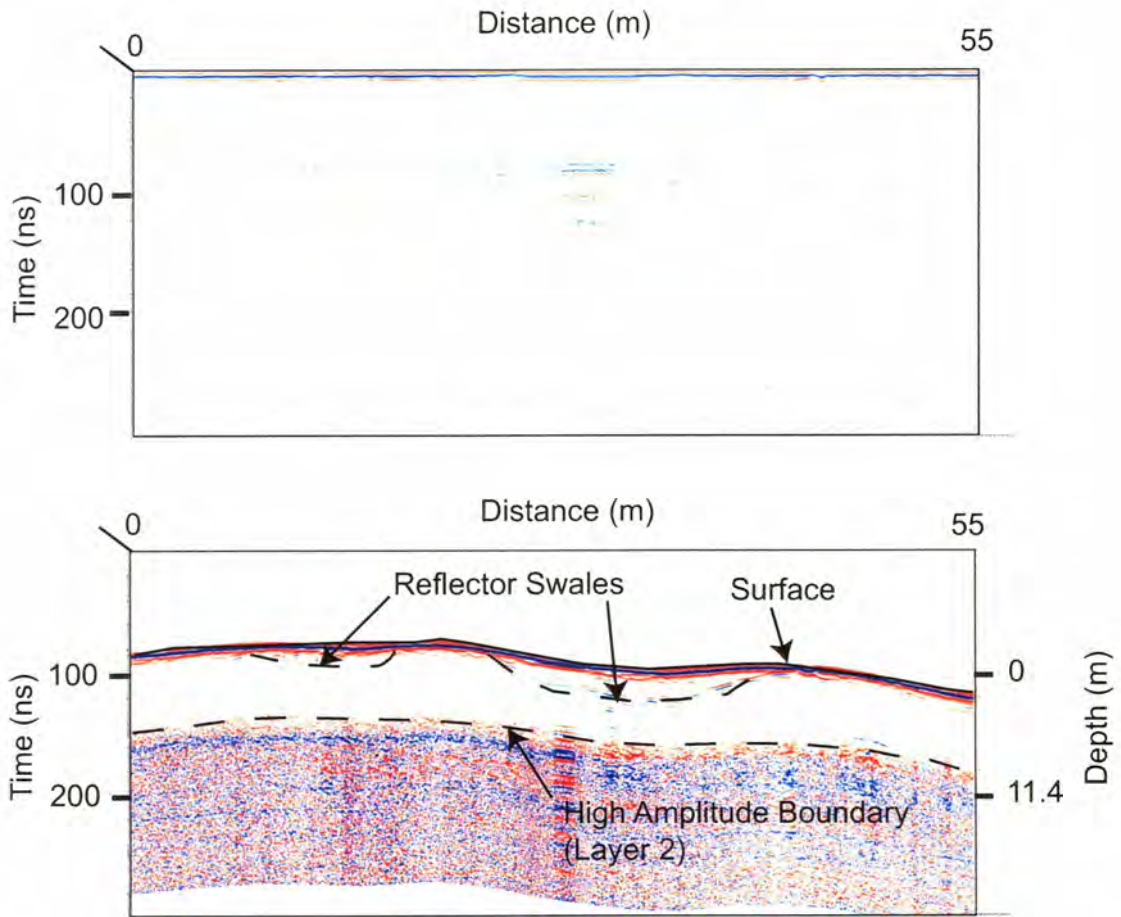 Distance (m)
0
55
Time (ns)
100
200
Distance (m)
0
55
Reflector Swales
Surface
Time (ns)
100
200
0
11.4
Depth (m)
High Amplitude Boundary
(Layer 2)